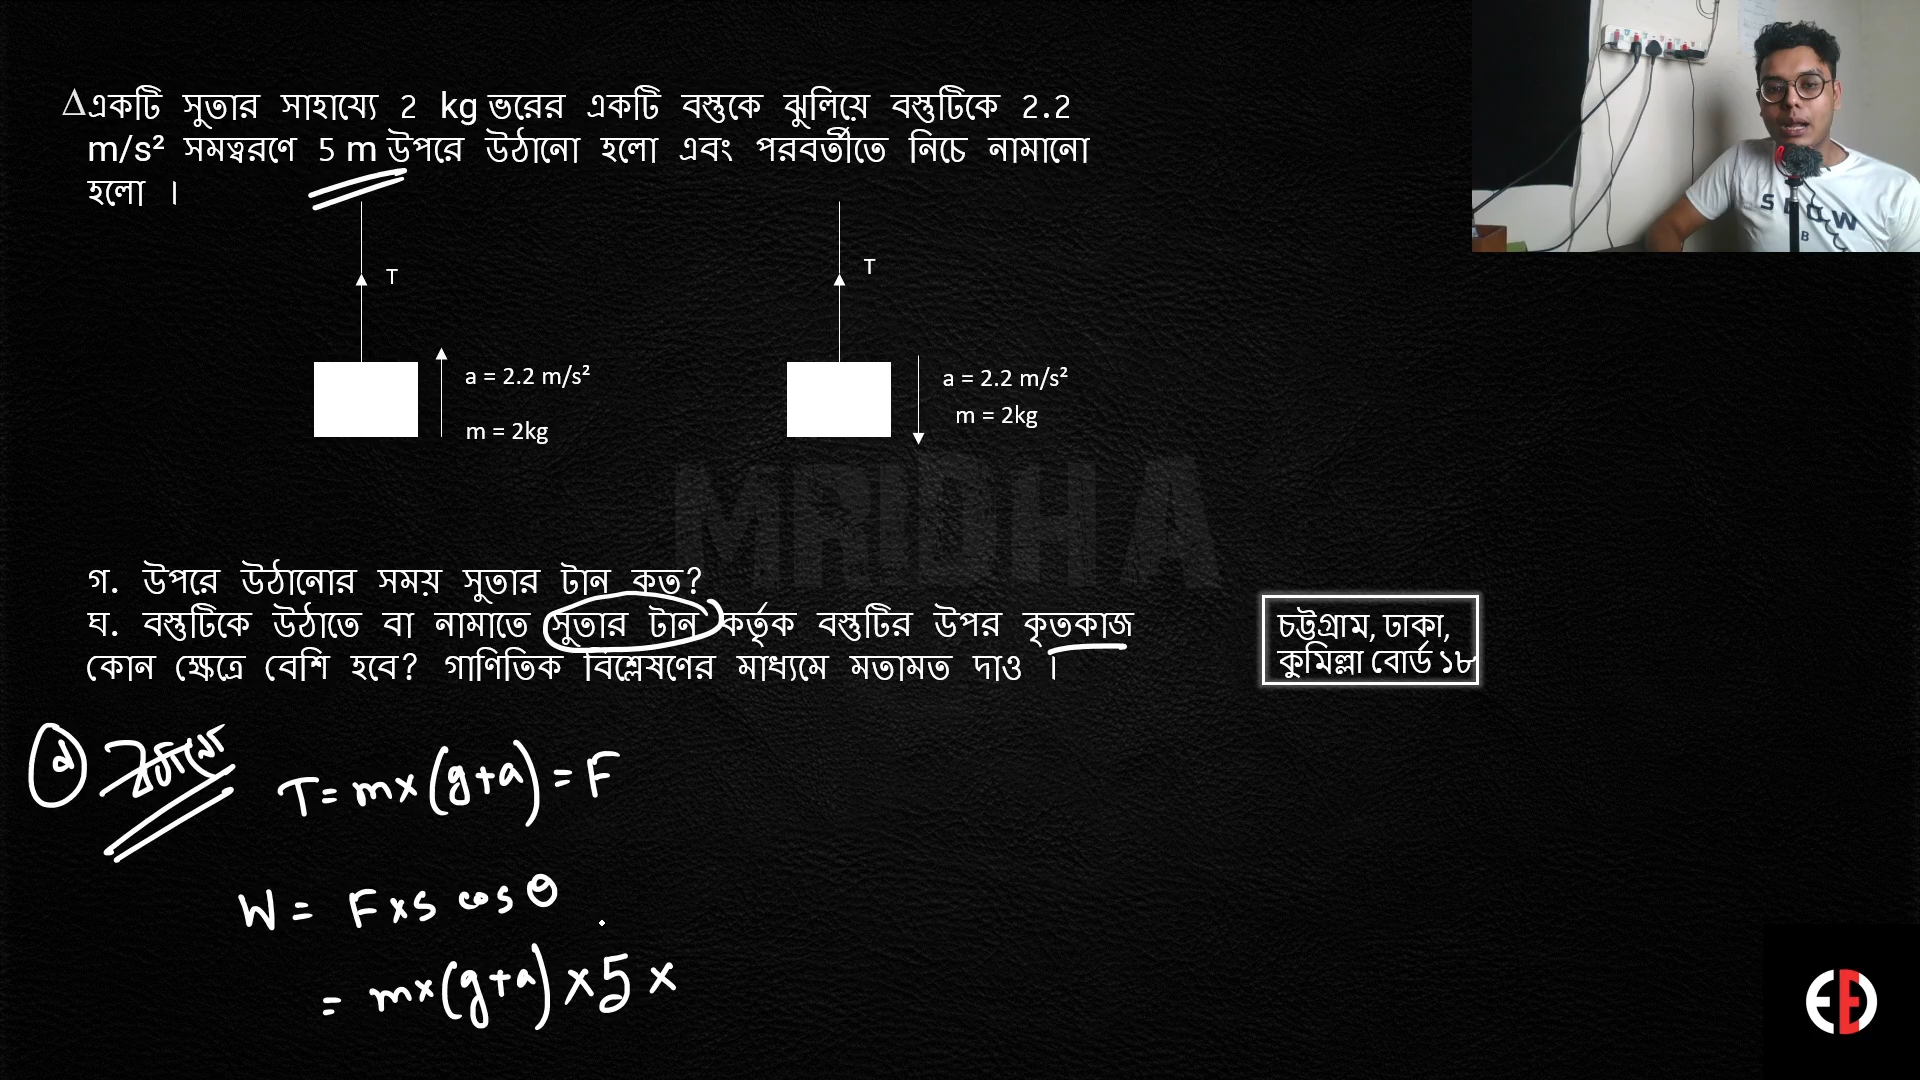 Δএকটি সুতার সাহায্যে 2 kg ভরের একটি বস্তুকে ঝুলিয়ে বস্তুটিকে 2.2
m/s² সমত্বরণে 5 m উপরে উঠানো হলো এবং পরবর্তীতে নিচে নামানো
হলো ।
T
T
a = 2.2 m/s²
m = 2kg
a = 2.2 m/s²
m = 2kg
MRIDHA
গ. উপরে উঠানোর সময় সুতার টান কত?
ঘ. বস্তুটিকে উঠাতে বা নামাতে সুতার টান কর্তৃক বস্তুটির উপর কৃতকাজ
কোন ক্ষেত্রে বেশি হবে? গাণিতিক বিশ্লেষণের মাধ্যমে মতামত দাও ।
চট্টগ্রাম, ঢাকা,
কুমিল্লা বোর্ড ১৮
T = m×(g+a) = F
W = F×s cos θ
= m×(g+a)×5×